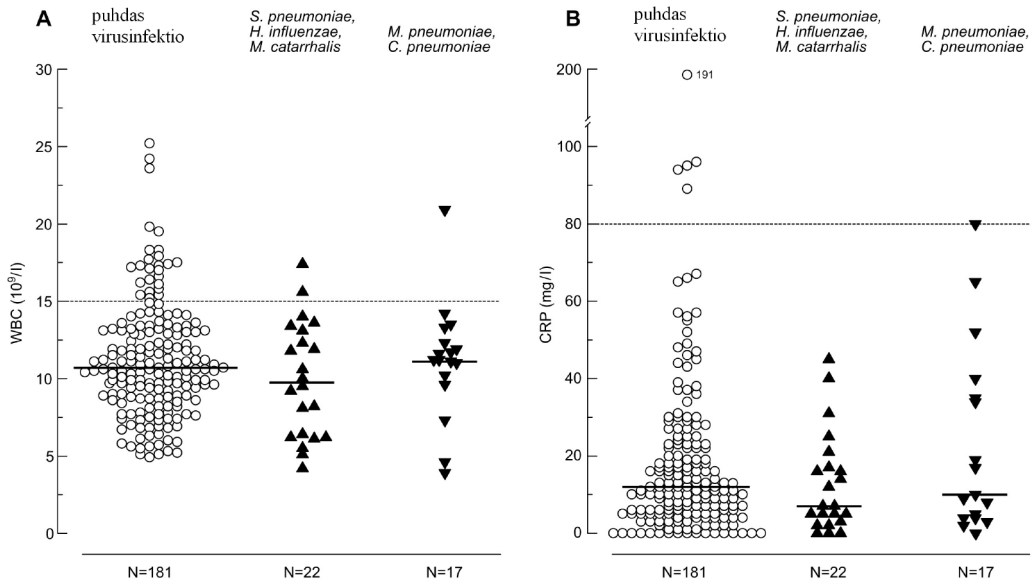 A
puhdas
virusinfektio
S. pneumoniae,
H. influenzae,
M. catarrhalis
M. pneumoniae,
C. pneumoniae
30
25
20
15
10
5
0
WBC (10⁹/l)
N=181
N=22
N=17
B
puhdas
virusinfektio
S. pneumoniae,
H. influenzae,
M. catarrhalis
M. pneumoniae,
C. pneumoniae
200
191
100
80
60
40
20
0
CRP (mg/l)
N=181
N=22
N=17